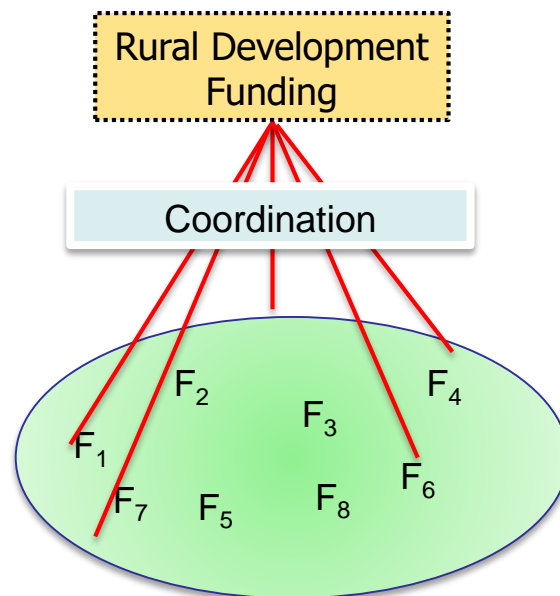 Rural Development
Funding
Coordination
F₂
F₄
F₃
F₁
F₆
F₇
F₅
F₈